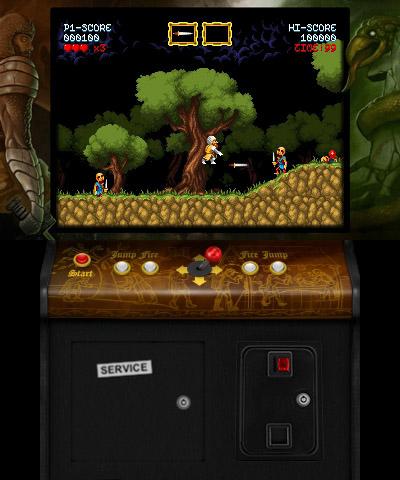 P1-SCORE
000100
x3
HI-SCORE
100000
Start
Jump Fire
Fire Jump
SERVICE